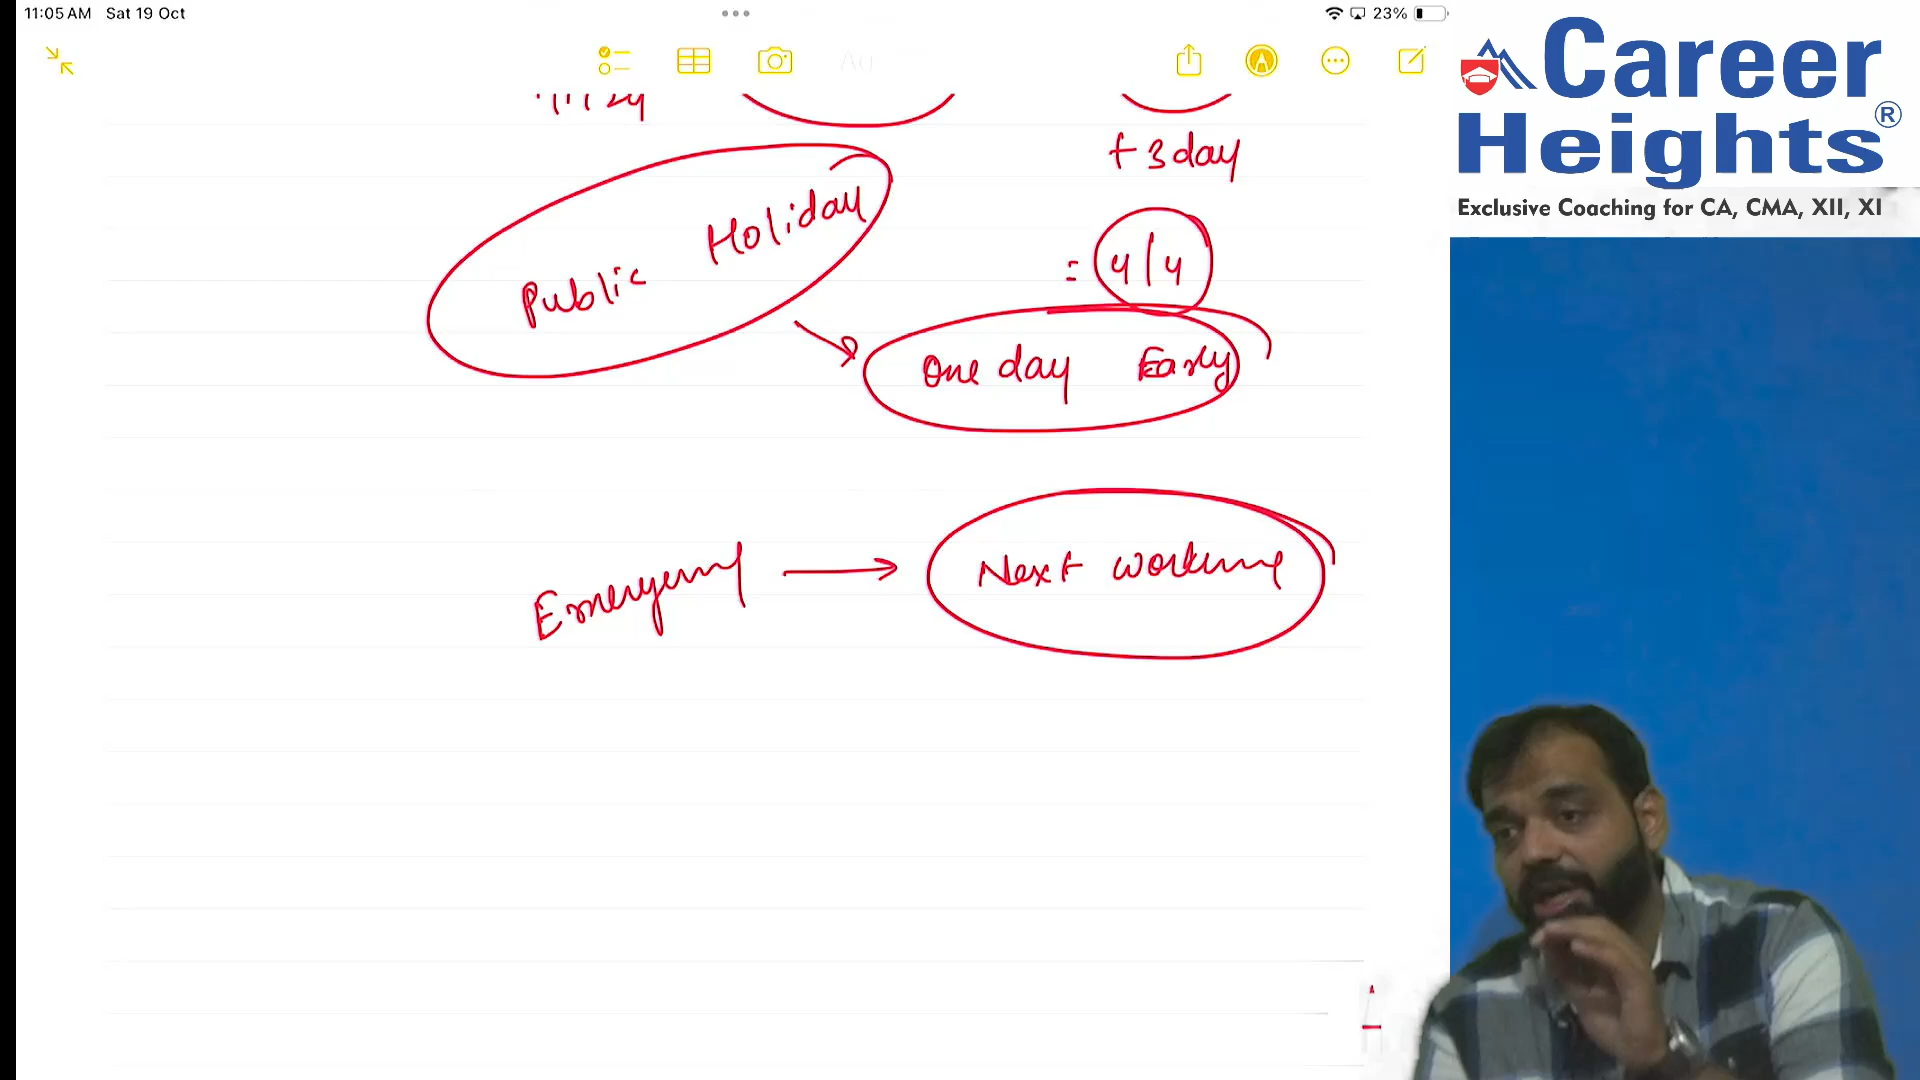 11:05 AM Sat 19 Oct
23%
Career
Heights®
Exclusive Coaching for CA, CMA, XII, XI
+ 3 day
Public Holiday
= 4/4
One day Early
Emergency → Next working